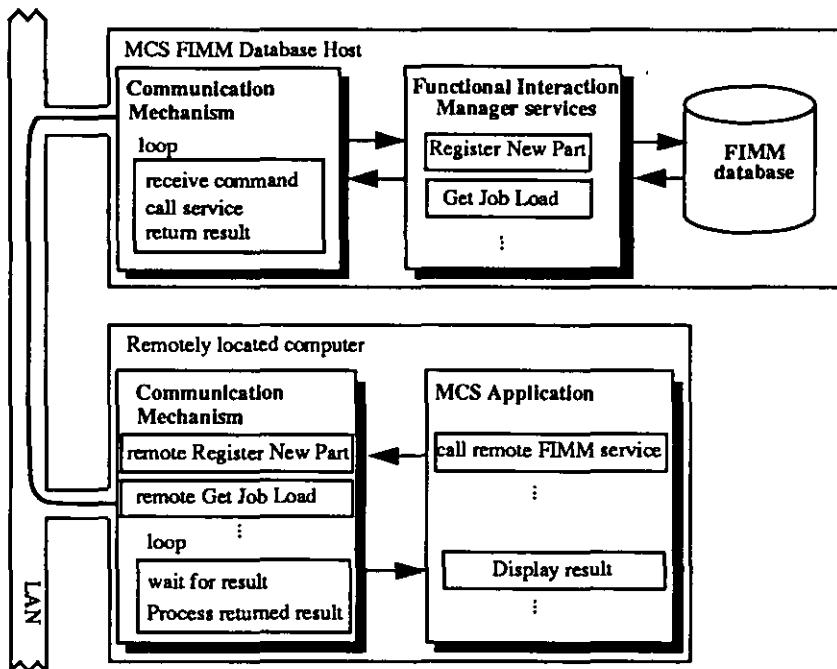 MCS FIMM Database Host
Communication
Mechanism
loop
receive command
call service
return result
Functional Interaction
Manager services
Register New Part
Get Job Load
⋮
FIMM
database
Remotely located computer
Communication
Mechanism
remote Register New Part
remote Get Job Load
⋮
loop
wait for result
Process returned result
MCS Application
call remote FIMM service
⋮
Display result
⋮
LAN